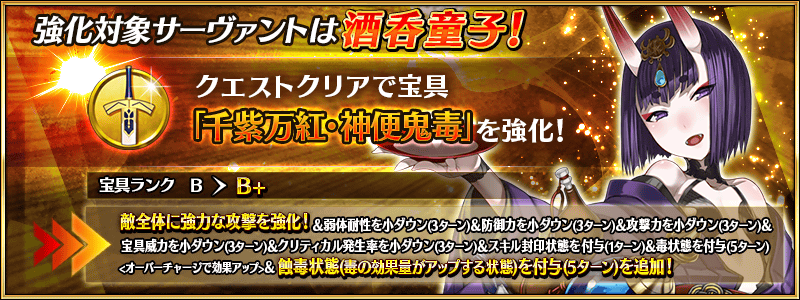 強化対象サーヴァントは酒呑童子!
クエストクリアで宝具
「千紫万紅・神便鬼毒」を強化!
宝具ランク B > B+
敵全体に強力な攻撃を強化!&弱体耐性を小ダウン(3ターン)&防御力を小ダウン(3ターン)&攻撃力を小ダウン(3ターン)&
宝具威力を小ダウン(3ターン)&クリティカル発生率を小ダウン(3ターン)&スキル封印状態を付与(1ターン)&毒状態を付与(5ターン)
<オーバーチャージで効果アップ>&蝕毒状態(毒の効果量がアップする状態)を付与(5ターン)を追加!